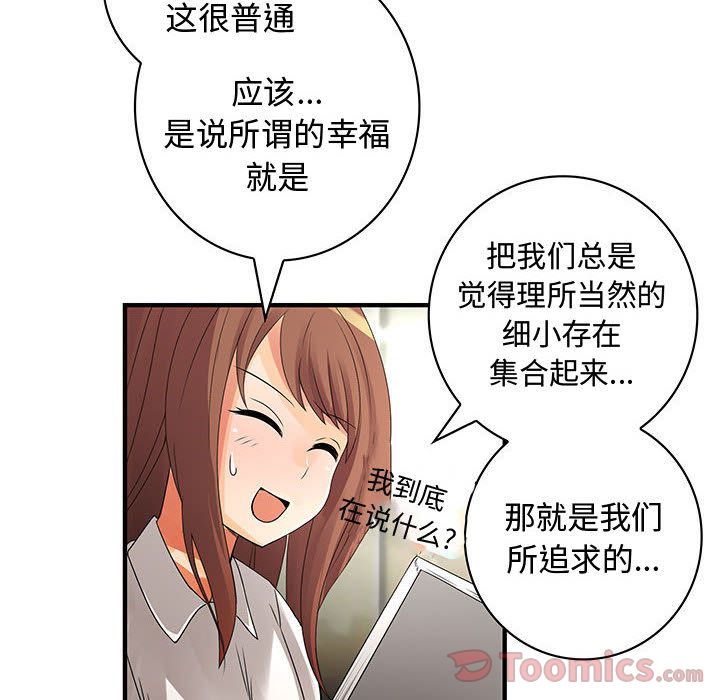 这很普通
应该...
是说所谓的幸福
就是
把我们总是
觉得理所当然的
细小存在
集合起来...
我到底
在说什么?
那就是我们
所追求的...
Toomics.com